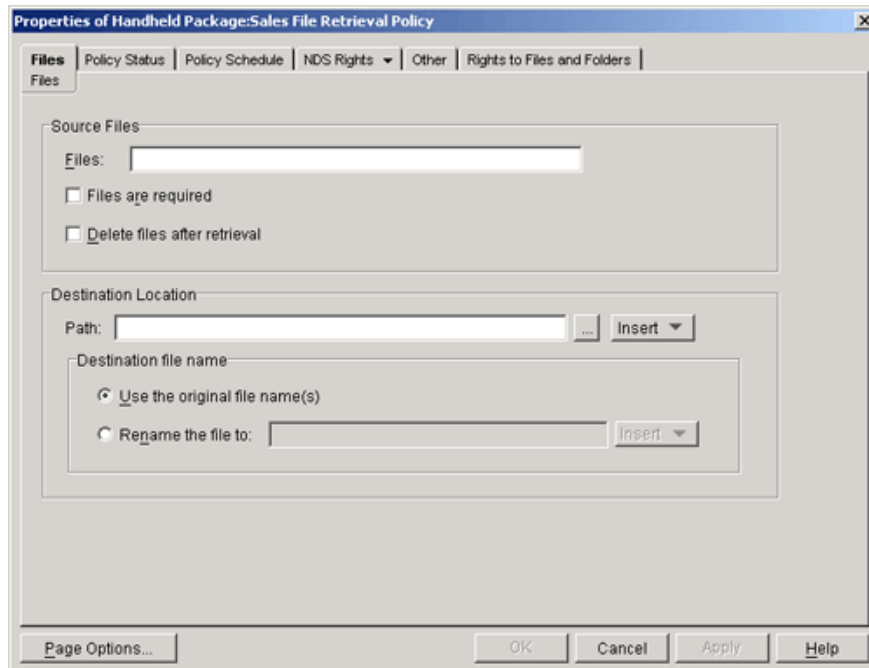 Properties of Handheld Package:Sales File Retrieval Policy
Files Policy Status Policy Schedule NDS Rights Other Rights to Files and Folders
Files
Source Files
Files:
Files are required
Delete files after retrieval
Destination Location
Path: ... Insert
Destination file name
Use the original file name(s)
Rename the file to: Insert
Page Options... OK Cancel Apply Help